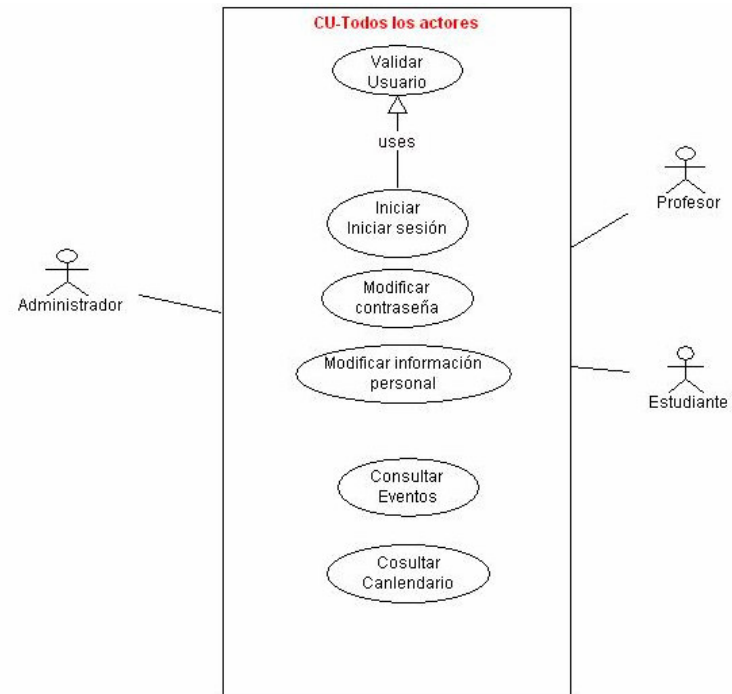 CU-Todos los actores
Validar
Usuario
uses
Iniciar
Iniciar sesión
Profesor
Administrador
Modificar
contraseña
Modificar información
personal
Estudiante
Consultar
Eventos
Cosultar
Canlendario